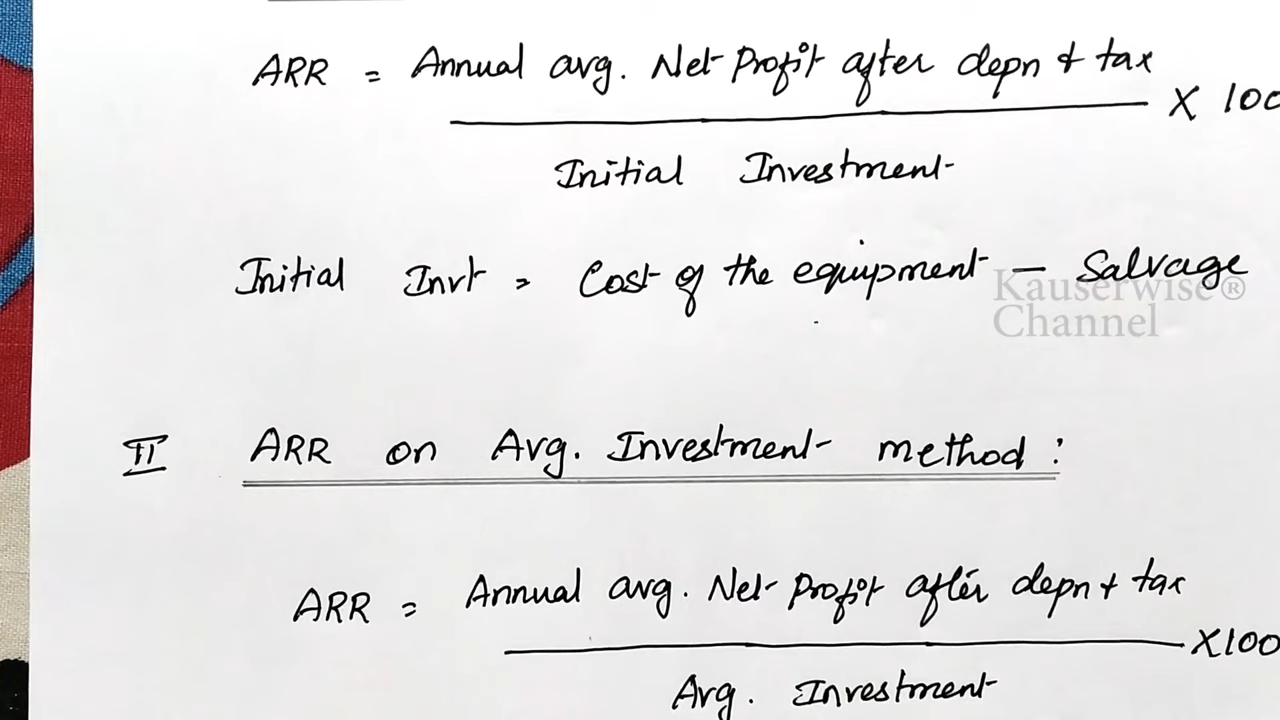 ARR = Annual avg. Net Profit after depn & tax
X 100
Initial Investment
Initial Invt = Cost of the equipment - Salvage
Kauserwise®
Channel
II ARR on Avg. Investment method :
ARR = Annual avg. Net Profit after depn & tax
X100
Avg. Investment